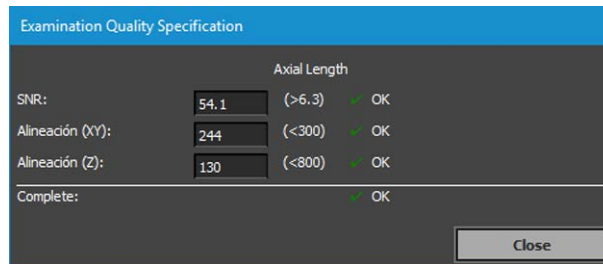 Examination Quality Specification
Axial Length
SNR: 54.1 (>6.3) ✓ OK
Alineación (XY): 244 (<300) ✓ OK
Alineación (Z): 130 (<800) ✓ OK
Complete: ✓ OK
Close